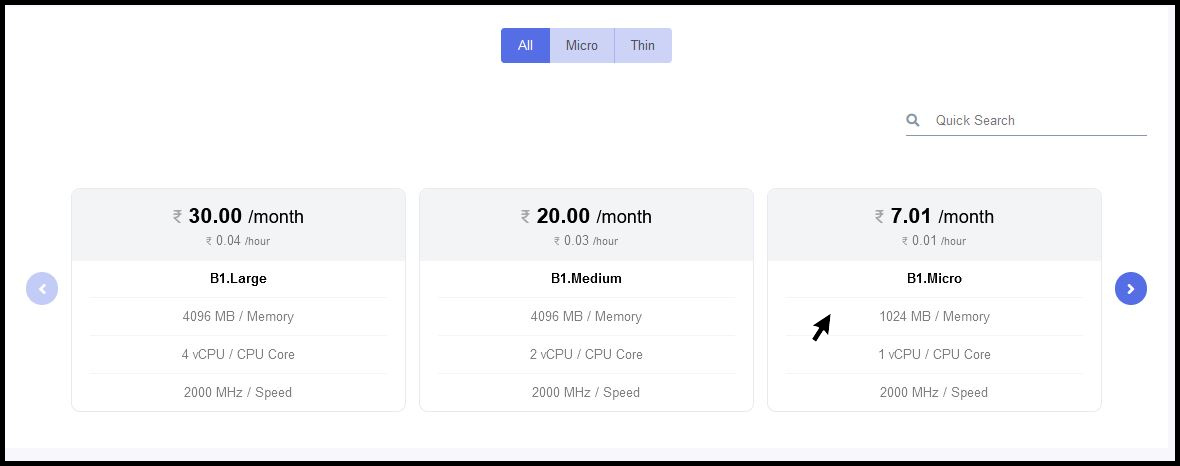 All Micro Thin
Quick Search
₹ 30.00 /month
₹ 0.04 /hour
B1.Large
4096 MB / Memory
4 vCPU / CPU Core
2000 MHz / Speed
₹ 20.00 /month
₹ 0.03 /hour
B1.Medium
4096 MB / Memory
2 vCPU / CPU Core
2000 MHz / Speed
₹ 7.01 /month
₹ 0.01 /hour
B1.Micro
1024 MB / Memory
1 vCPU / CPU Core
2000 MHz / Speed